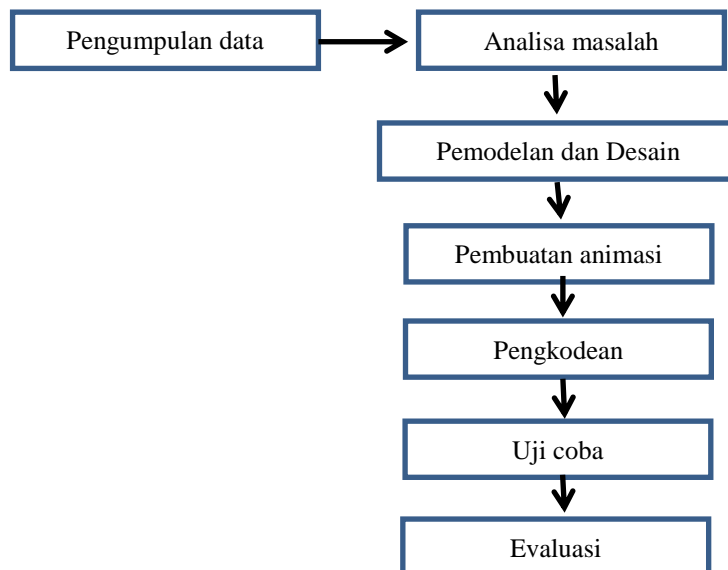 Pengumpulan data
Analisa masalah
Pemodelan dan Desain
Pembuatan animasi
Pengkodean
Uji coba
Evaluasi